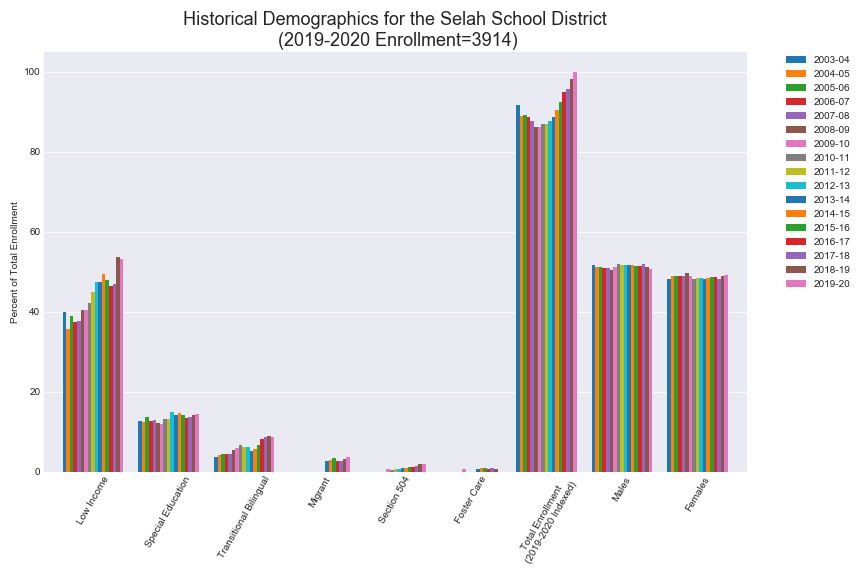 Historical Demographics for the Selah School District
(2019-2020 Enrollment=3914)
Percent of Total Enrollment
100
80
60
40
20
0
Low Income
Special Education
Transitional Bilingual
Migrant
Section 504
Foster Care
Total Enrollment
(2019-2020 Indexed)
Males
Females
2003-04
2004-05
2005-06
2006-07
2007-08
2008-09
2009-10
2010-11
2011-12
2012-13
2013-14
2014-15
2015-16
2016-17
2017-18
2018-19
2019-20